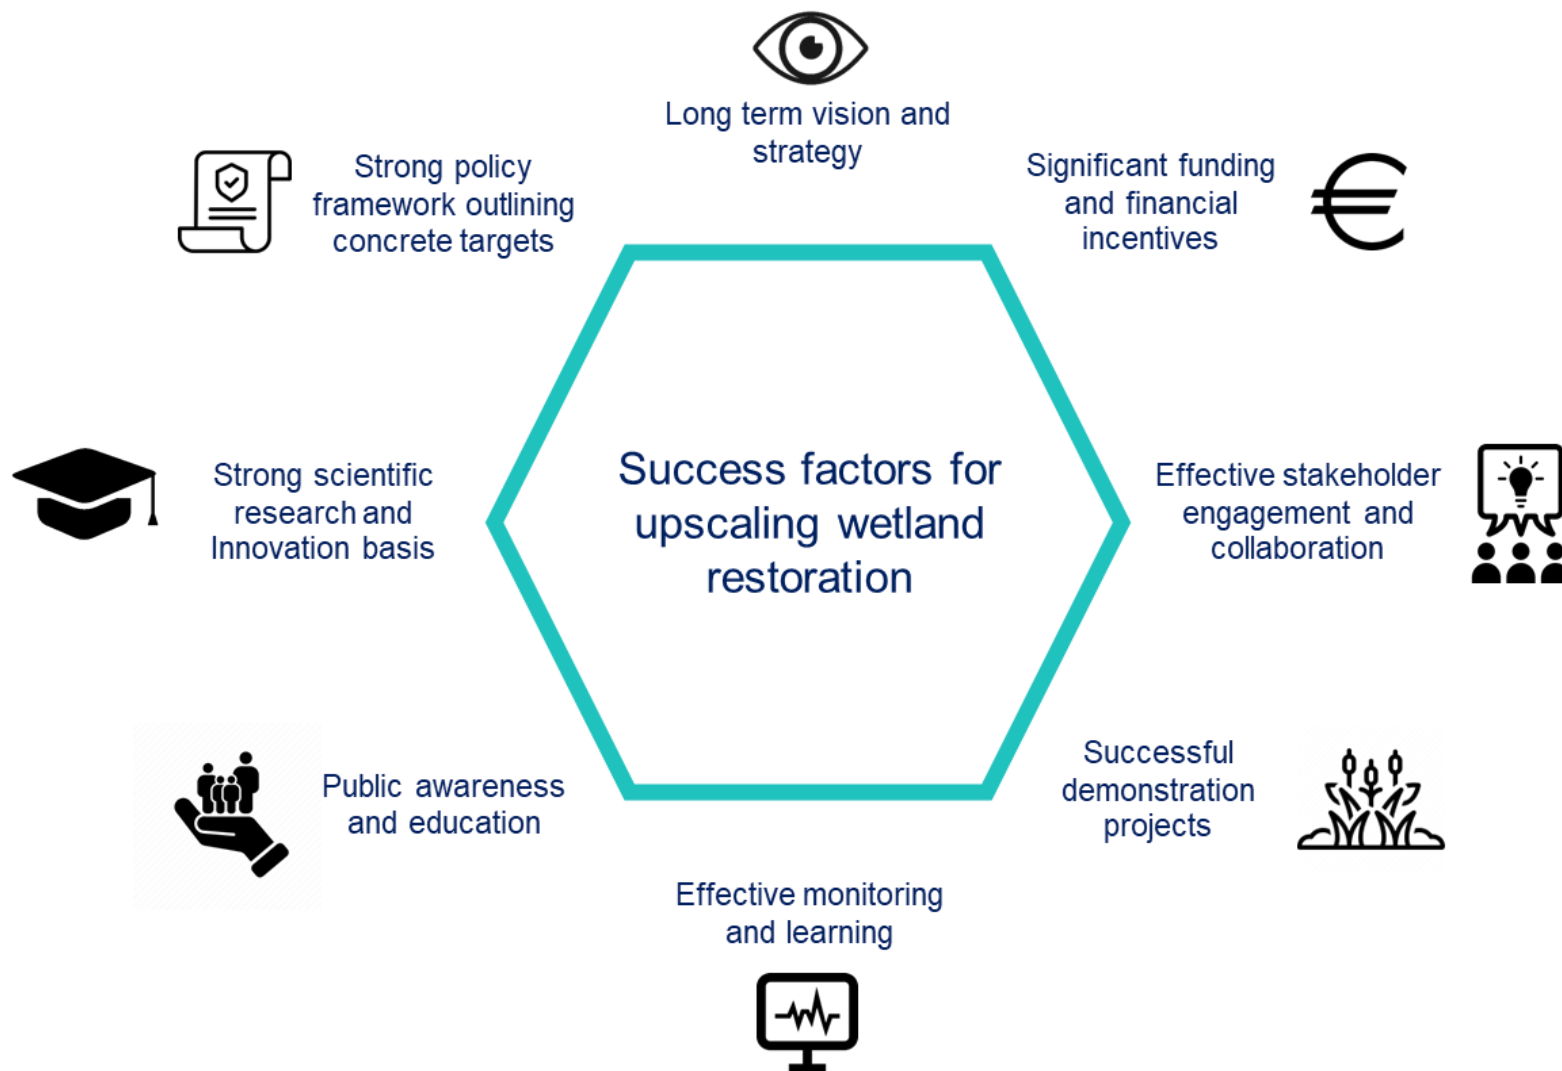 Long term vision and
strategy
Strong policy
framework outlining
concrete targets
Significant funding
and financial
incentives
Strong scientific
research and
Innovation basis
Success factors for
upscaling wetland
restoration
Effective stakeholder
engagement and
collaboration
Public awareness
and education
Successful
demonstration
projects
Effective monitoring
and learning